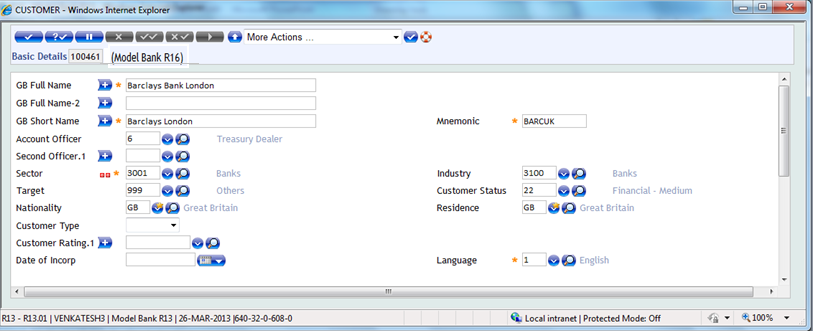 CUSTOMER - Windows Internet Explorer
More Actions ...
Basic Details 100461 (Model Bank R16)
GB Full Name * Barclays Bank London
GB Full Name-2
GB Short Name * Barclays London Mnemonic * BARCUK
Account Officer 6 Treasury Dealer
Second Officer.1
Sector * 3001 Banks Industry 3100 Banks
Target 999 Others Customer Status 22 Financial - Medium
Nationality GB Great Britain Residence GB Great Britain
Customer Type
Customer Rating.1
Date of Incorp Language * 1 English
R13 - R13.01 | VENKATESH3 | Model Bank R13 | 26-MAR-2013 |640-32-0-608-0 Local intranet | Protected Mode: Off 100%